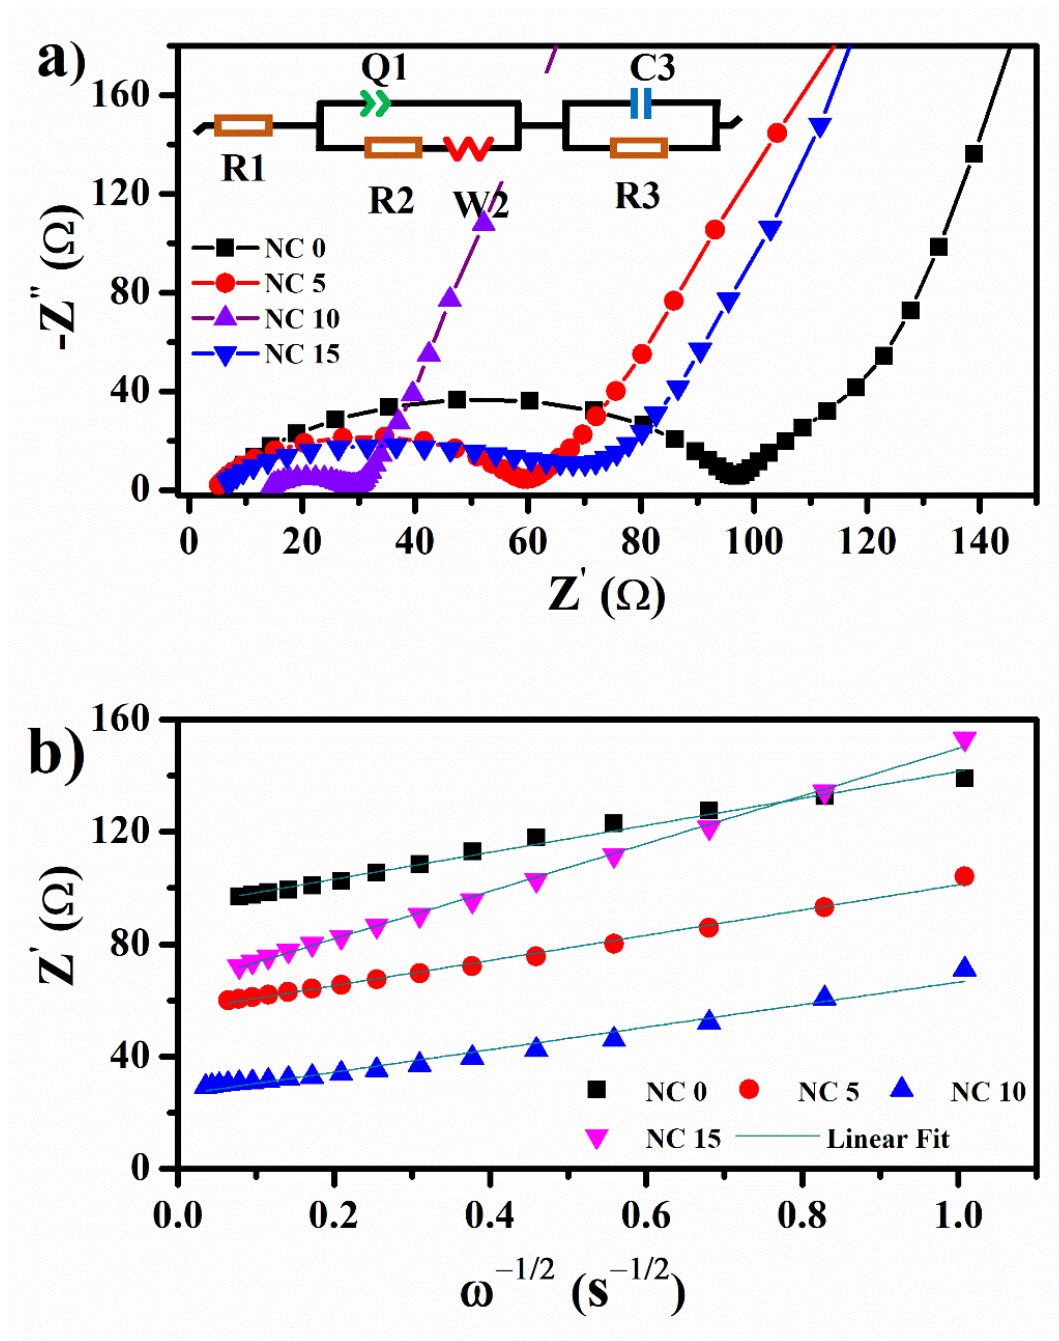 a)
Q1
C3
R1
R2
W2
R3
NC 0
NC 5
NC 10
NC 15
-Z'' (Ω)
160
120
80
40
0
0 20 40 60 80 100 120 140
Z' (Ω)
b)
Z' (Ω)
160
120
80
40
0
NC 0 NC 5 NC 10
NC 15 Linear Fit
0.0 0.2 0.4 0.6 0.8 1.0
ω⁻¹/² (s⁻¹/²)